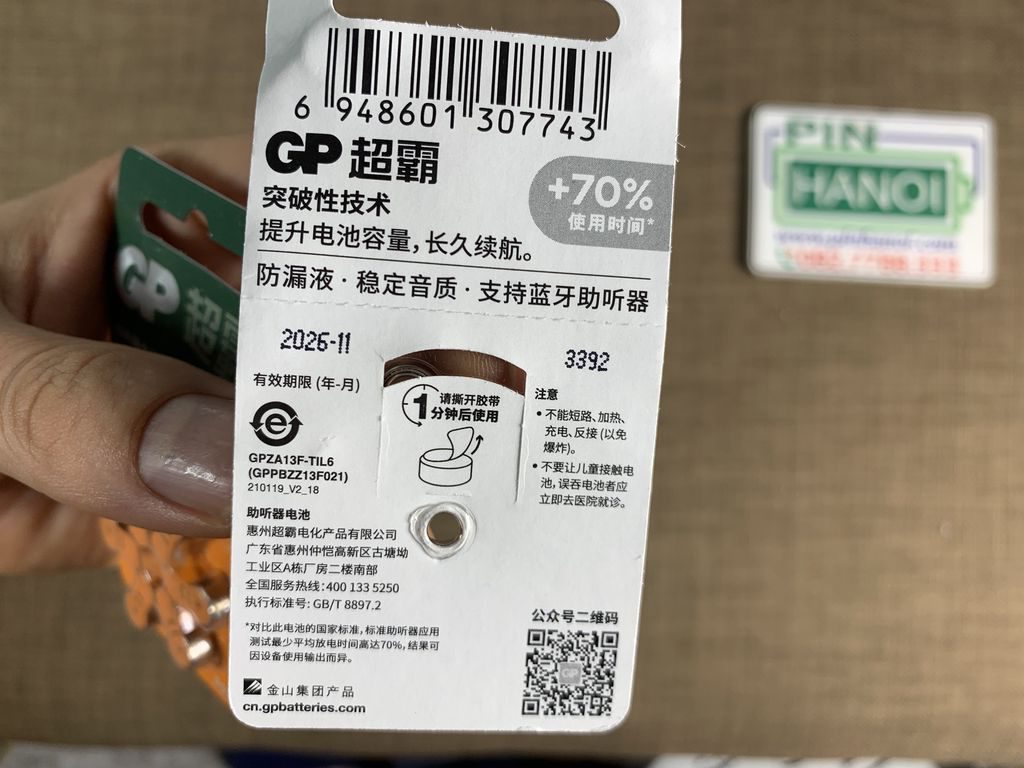 6 948601 307743
GP 超霸
突破性技术
提升电池容量,长久续航。
+70%
使用时间*
防漏液 · 稳定音质 · 支持蓝牙助听器
2026-11
有效期限 (年-月)
3392
e
GPZA13F-TIL6
(GPPBZZ13F021)
210119_V2_18
1 请撕开胶带
分钟后使用
注意
• 不能短路、加热、
充电、反接 (以免
爆炸)。
• 不要让儿童接触电
池,误吞电池者应
立即去医院就诊。
助听器电池
惠州超霸电化产品有限公司
广东省惠州仲恺高新区古塘坳
工业区A栋厂房二楼南部
全国服务热线: 400 133 5250
执行标准号: GB/T 8897.2
*对比此电池的国家标准,标准助听器应用
测试最少平均放电时间高达70%,结果可
因设备使用输出而异。
金山集团产品
cn.gpbatteries.com
公众号二维码
GP
GP 超霸
PIN
HANOI